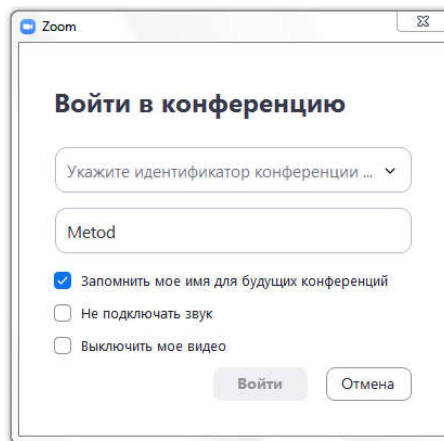 Zoom
Войти в конференцию
Укажите идентификатор конференции ...
Metod
Запомнить мое имя для будущих конференций
Не подключать звук
Выключить мое видео
Войти
Отмена